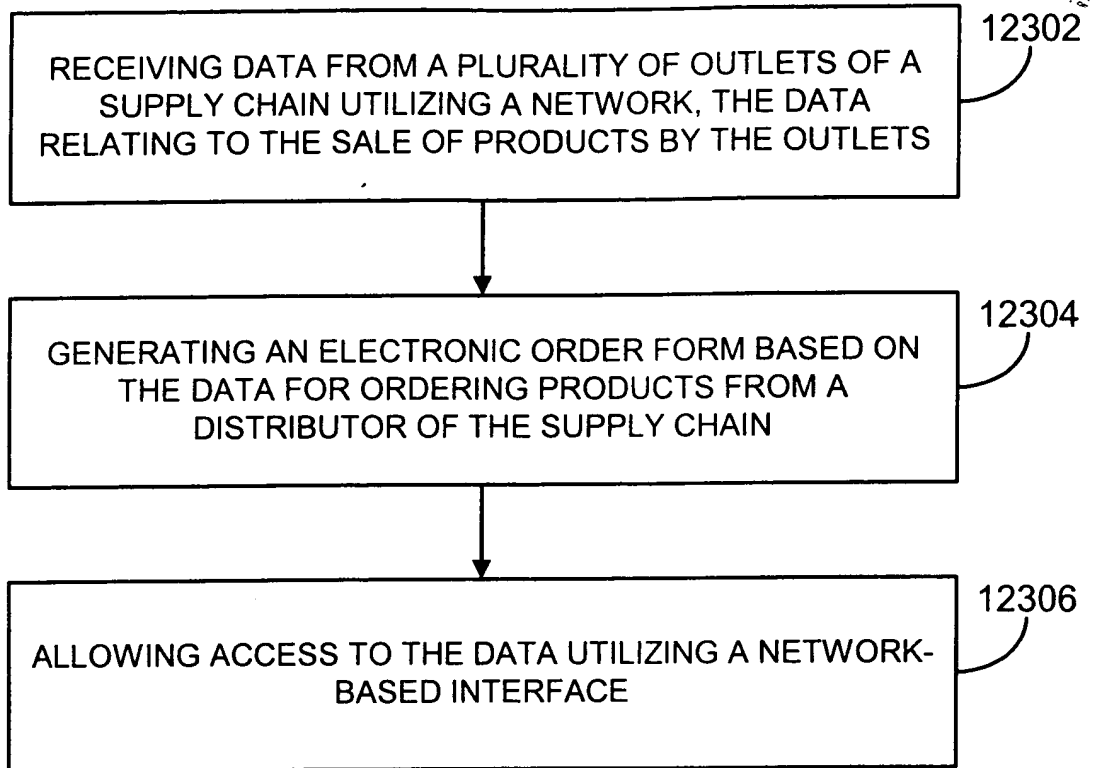 12302
RECEIVING DATA FROM A PLURALITY OF OUTLETS OF A
SUPPLY CHAIN UTILIZING A NETWORK, THE DATA
RELATING TO THE SALE OF PRODUCTS BY THE OUTLETS
12304
GENERATING AN ELECTRONIC ORDER FORM BASED ON
THE DATA FOR ORDERING PRODUCTS FROM A
DISTRIBUTOR OF THE SUPPLY CHAIN
12306
ALLOWING ACCESS TO THE DATA UTILIZING A NETWORK-
BASED INTERFACE